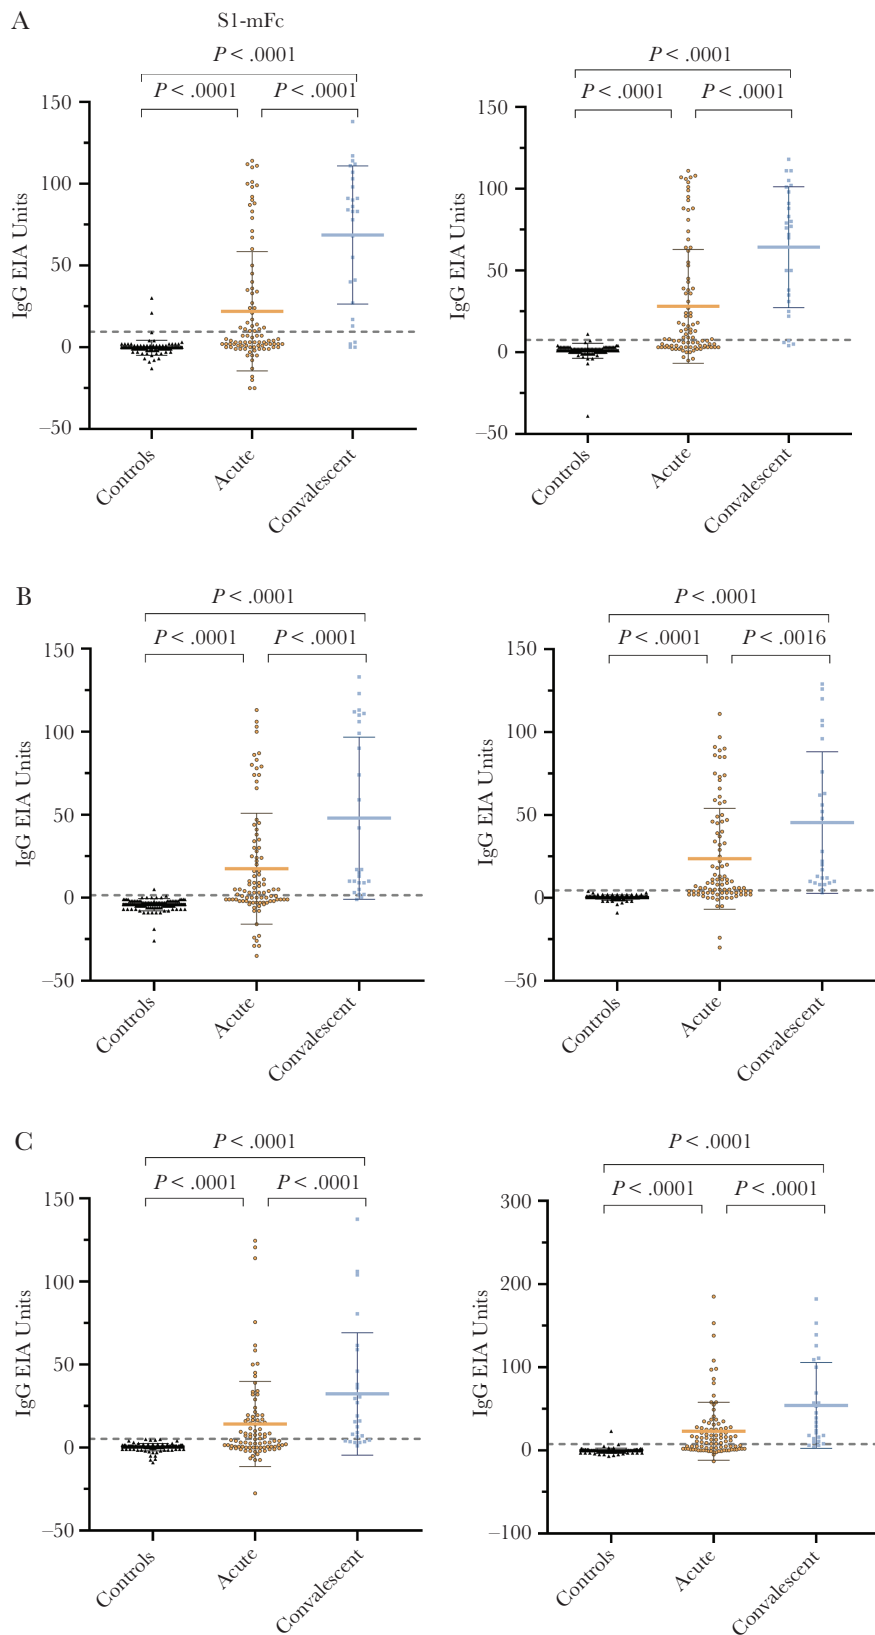 A
S1-mFc
P < .0001
P < .0001 P < .0001
IgG EIA Units
150
100
50
0
–50
Controls
Acute
Convalescent
P < .0001
P < .0001 P < .0001
IgG EIA Units
150
100
50
0
–50
Controls
Acute
Convalescent
B
P < .0001
P < .0001 P < .0001
IgG EIA Units
150
100
50
0
–50
Controls
Acute
Convalescent
P < .0001
P < .0001 P < .0016
IgG EIA Units
150
100
50
0
–50
Controls
Acute
Convalescent
C
P < .0001
P < .0001 P < .0001
IgG EIA Units
150
100
50
0
–50
Controls
Acute
Convalescent
P < .0001
P < .0001 P < .0001
IgG EIA Units
300
200
100
0
–100
Controls
Acute
Convalescent